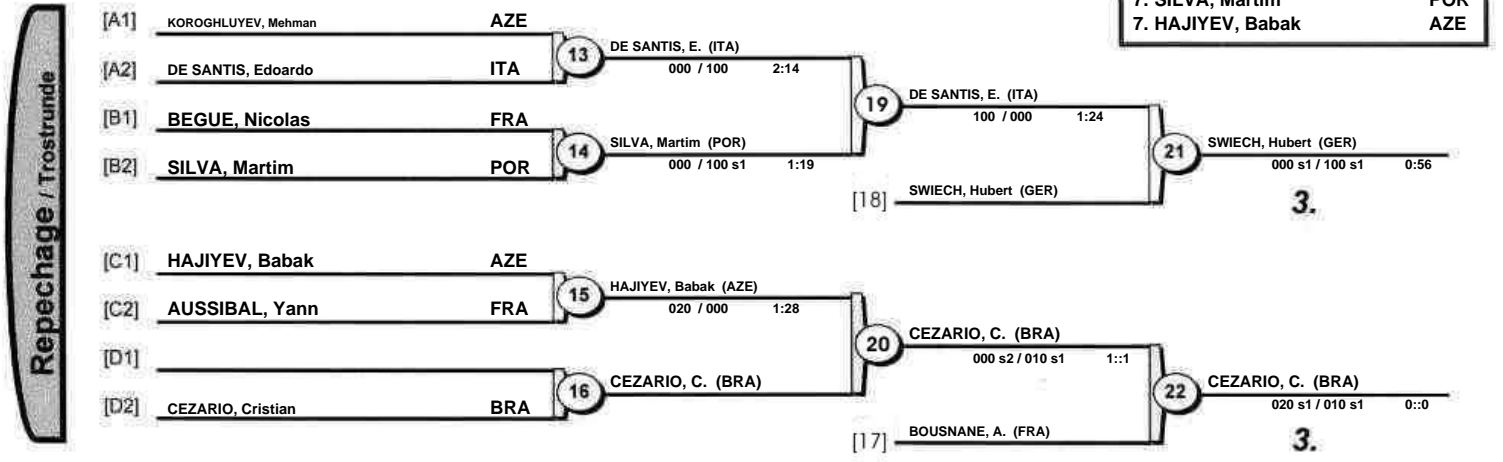 7. SILVA, Martim POR
7. HAJIYEV, Babak AZE
Repechage / Trostrunde
[A1] KOROGHLUYEV, Mehman AZE
13 DE SANTIS, E. (ITA)
000 / 100 2:14
[A2] DE SANTIS, Edoardo ITA
19 DE SANTIS, E. (ITA)
100 / 000 1:24
[B1] BEGUE, Nicolas FRA
14 SILVA, Martim (POR)
000 / 100 s1 1:19
[B2] SILVA, Martim POR
21 SWIECH, Hubert (GER)
000 s1 / 100 s1 0:56
[18] SWIECH, Hubert (GER)
3.
[C1] HAJIYEV, Babak AZE
15 HAJIYEV, Babak (AZE)
020 / 000 1:28
[C2] AUSSIBAL, Yann FRA
20 CEZARIO, C. (BRA)
000 s2 / 010 s1 1::1
[D1]
16 CEZARIO, C. (BRA)
[D2] CEZARIO, Cristian BRA
22 CEZARIO, C. (BRA)
020 s1 / 010 s1 0::0
[17] BOUSNANE, A. (FRA)
3.